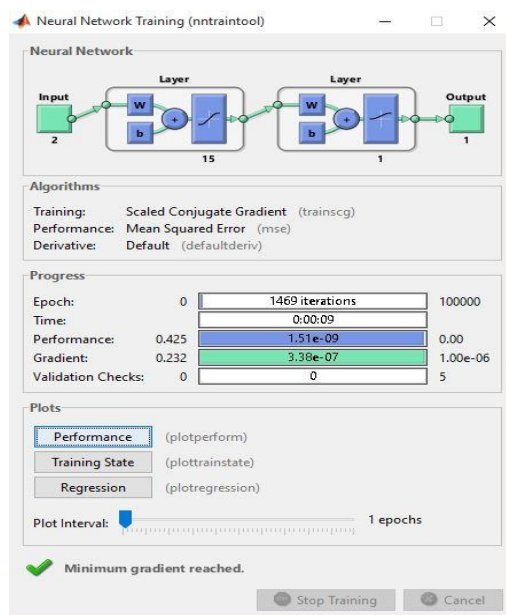 Neural Network Training (nntraintool)
Neural Network
Layer Layer
Input W W Output
b b
2 15 1 1
Algorithms
Training: Scaled Conjugate Gradient (trainscg)
Performance: Mean Squared Error (mse)
Derivative: Default (defaultderiv)
Progress
Epoch: 0 1469 iterations 100000
Time: 0:00:09
Performance: 0.425 1.51e-09 0.00
Gradient: 0.232 3.38e-07 1.00e-06
Validation Checks: 0 0 5
Plots
Performance (plotperform)
Training State (plottrainstate)
Regression (plotregression)
Plot Interval: 1 epochs
Minimum gradient reached.
Stop Training Cancel